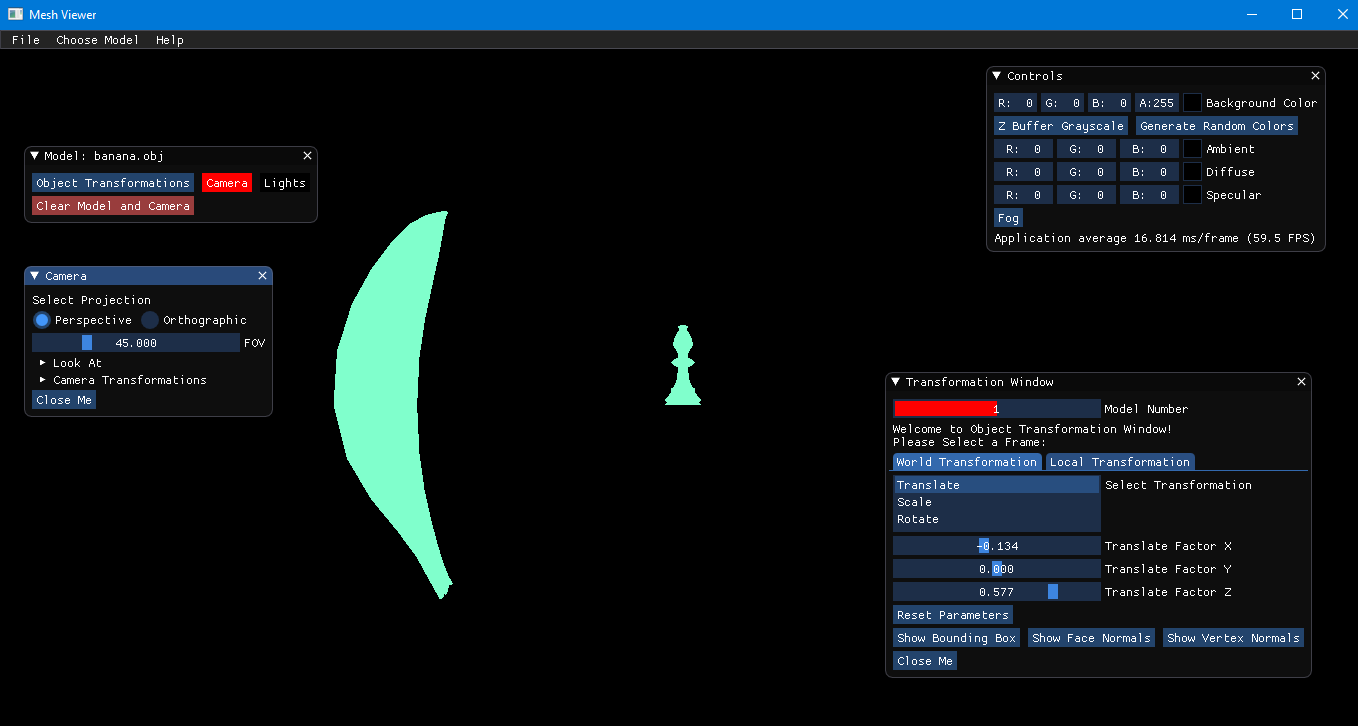 Mesh Viewer
File Choose Model Help
Model: banana.obj
Object Transformations Camera Lights
Clear Model and Camera
Camera
Select Projection
Perspective Orthographic
45.000 FOV
Look At
Camera Transformations
Close Me
Controls
R: 0 G: 0 B: 0 A:255 Background Color
Z Buffer Grayscale Generate Random Colors
R: 0 G: 0 B: 0 Ambient
R: 0 G: 0 B: 0 Diffuse
R: 0 G: 0 B: 0 Specular
Fog
Application average 16.814 ms/frame (59.5 FPS)
Transformation Window
1 Model Number
Welcome to Object Transformation Window!
Please Select a Frame:
World Transformation Local Transformation
Translate Select Transformation
Scale
Rotate
-0.134 Translate Factor X
0.000 Translate Factor Y
0.577 Translate Factor Z
Reset Parameters
Show Bounding Box Show Face Normals Show Vertex Normals
Close Me